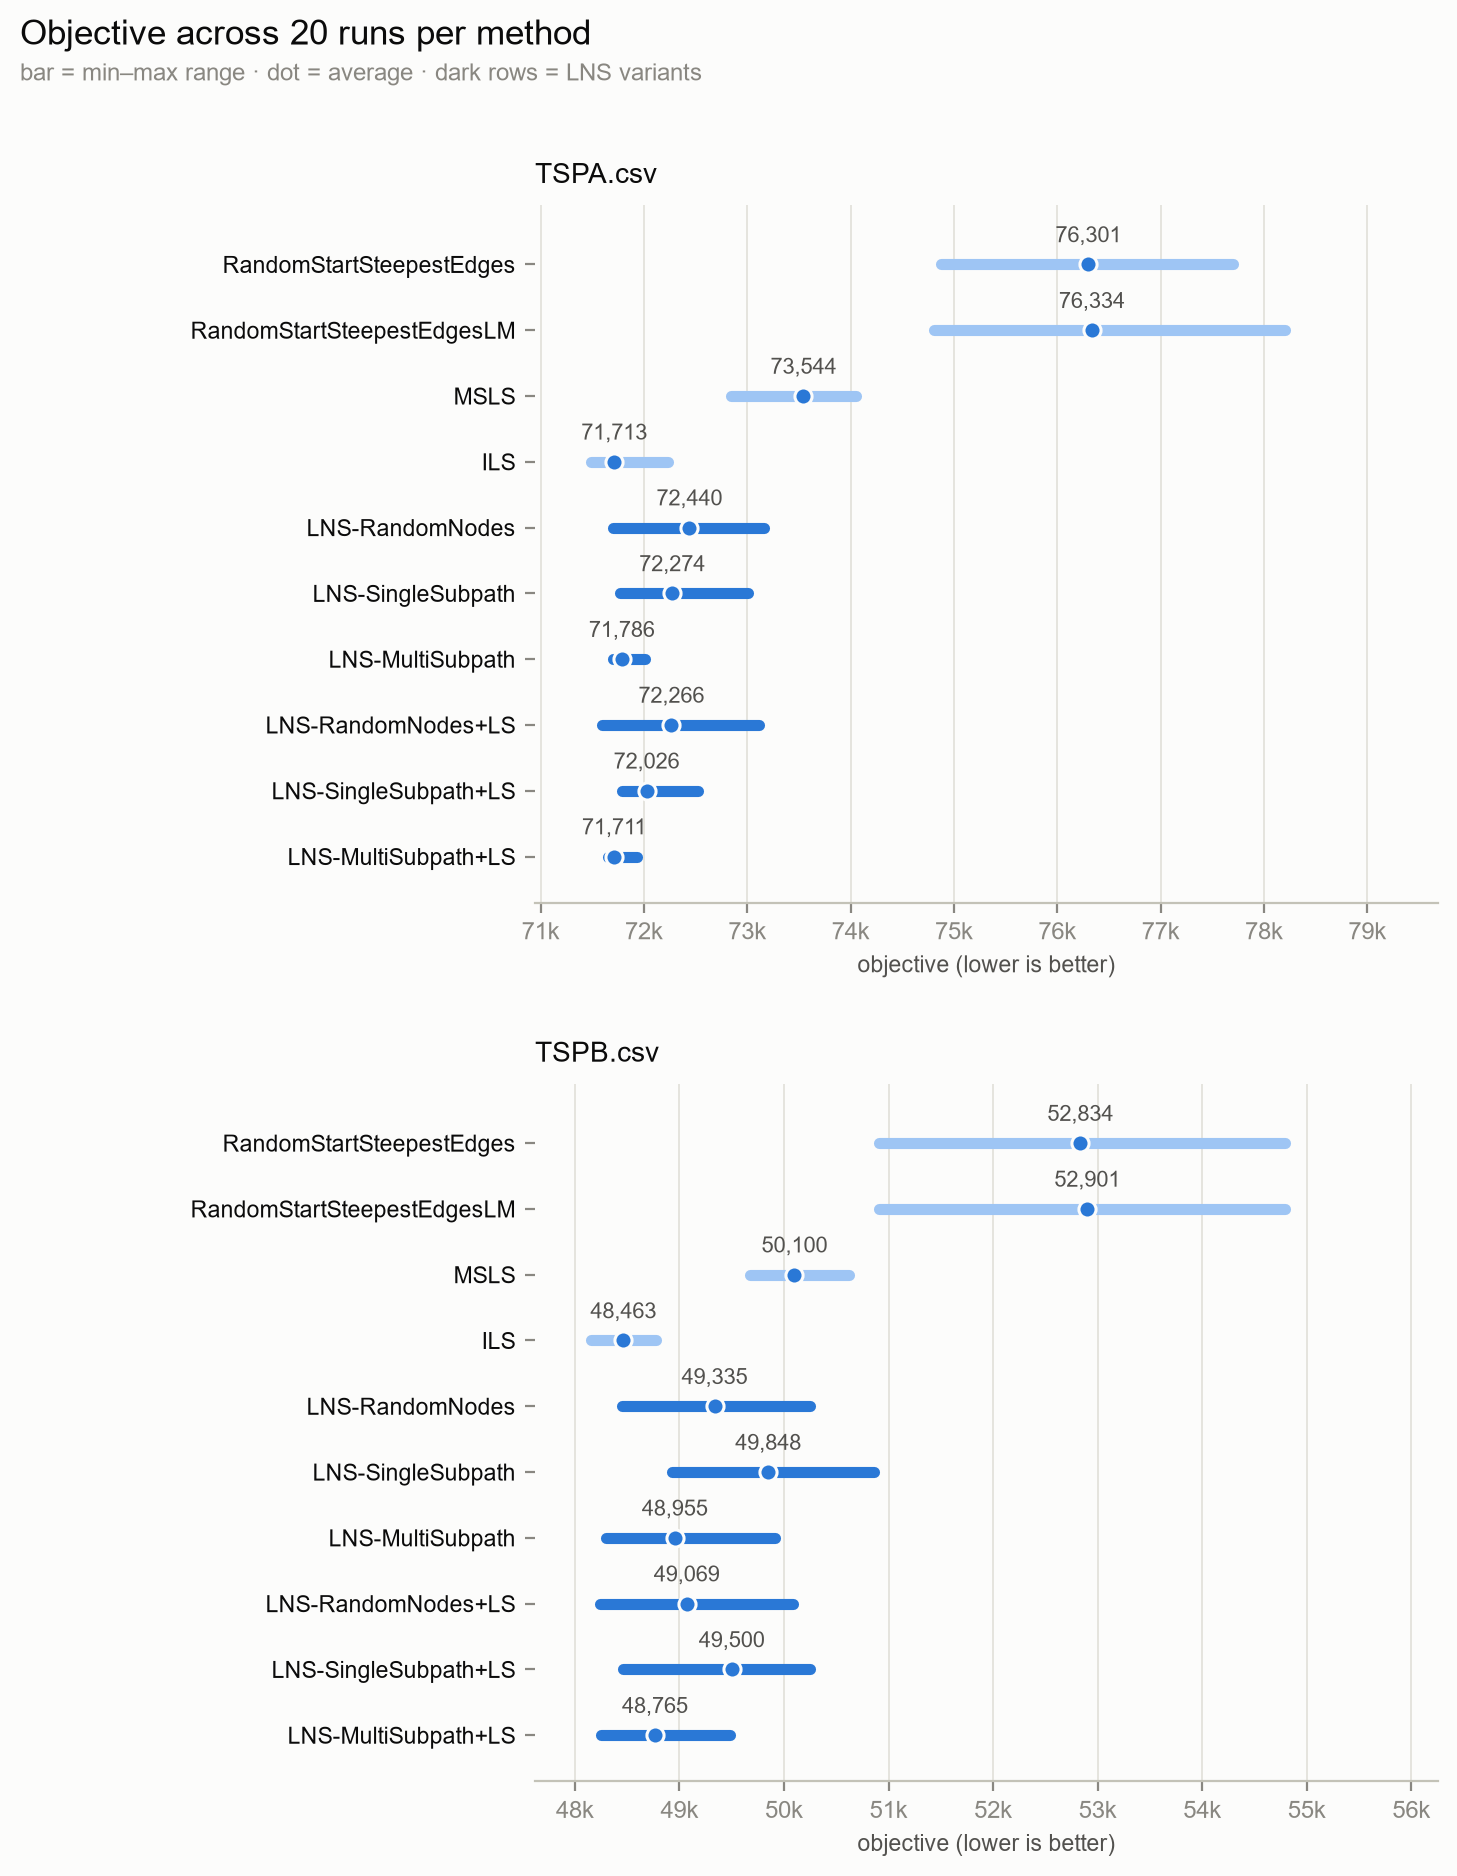 Objective across 20 runs per method
bar = min–max range · dot = average · dark rows = LNS variants
TSPA.csv
RandomStartSteepestEdges 76,301
RandomStartSteepestEdgesLM 76,334
MSLS 73,544
ILS 71,713
LNS-RandomNodes 72,440
LNS-SingleSubpath 72,274
LNS-MultiSubpath 71,786
LNS-RandomNodes+LS 72,266
LNS-SingleSubpath+LS 72,026
LNS-MultiSubpath+LS 71,711
71k 72k 73k 74k 75k 76k 77k 78k 79k
objective (lower is better)
TSPB.csv
RandomStartSteepestEdges 52,834
RandomStartSteepestEdgesLM 52,901
MSLS 50,100
ILS 48,463
LNS-RandomNodes 49,335
LNS-SingleSubpath 49,848
LNS-MultiSubpath 48,955
LNS-RandomNodes+LS 49,069
LNS-SingleSubpath+LS 49,500
LNS-MultiSubpath+LS 48,765
48k 49k 50k 51k 52k 53k 54k 55k 56k
objective (lower is better)